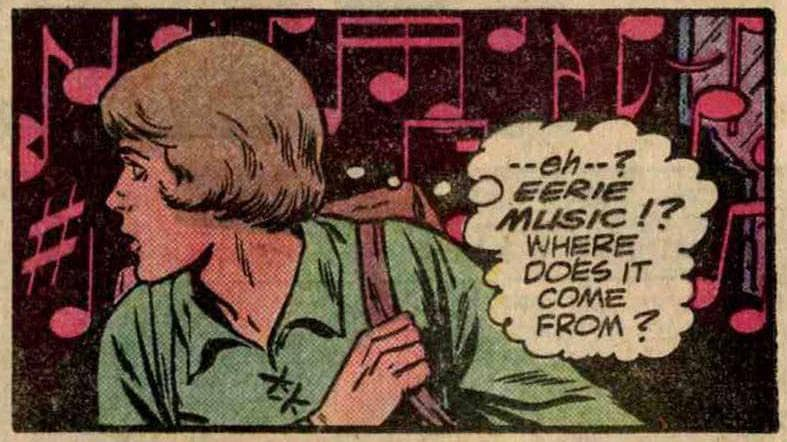 --eh--?
EERIE
MUSIC!?
WHERE
DOES IT
COME
FROM?